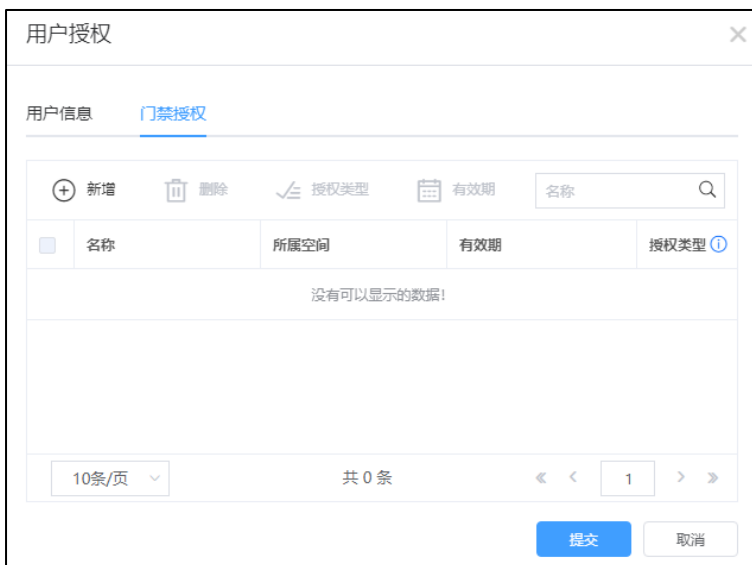 用户授权
用户信息 门禁授权
新增 删除 授权类型 有效期 名称
名称 所属空间 有效期 授权类型
没有可以显示的数据!
10条/页 共 0 条 1
提交 取消